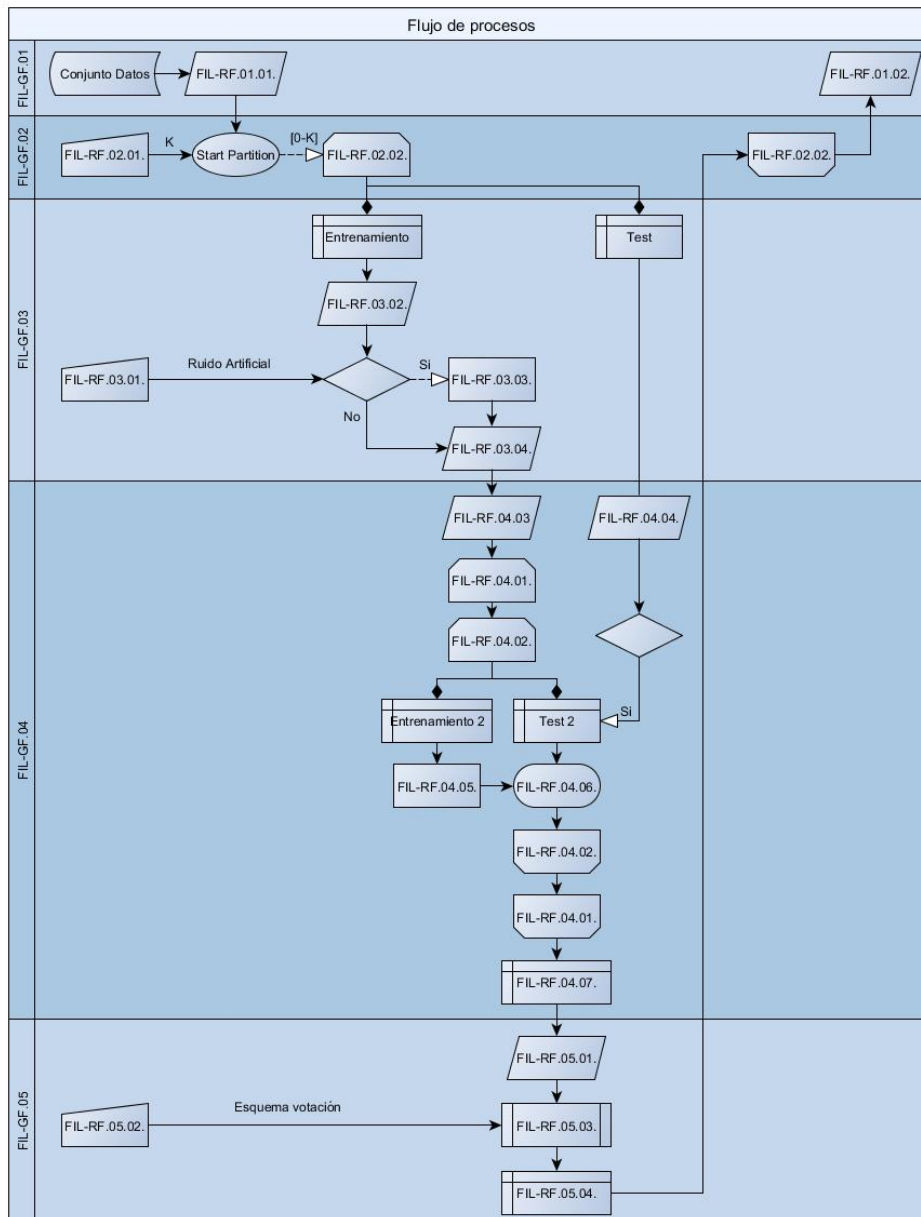 Flujo de procesos
FIL-GF.01
Conjunto Datos
FIL-RF.01.01.
FIL-RF.01.02.
FIL-GF.02
FIL-RF.02.01.
K
Start Partition
[0-K]
FIL-RF.02.02.
FIL-RF.02.02.
FIL-GF.03
Entrenamiento
Test
FIL-RF.03.02.
FIL-RF.03.01.
Ruido Artificial
Si
FIL-RF.03.03.
No
FIL-RF.03.04.
FIL-GF.04
FIL-RF.04.03
FIL-RF.04.04.
FIL-RF.04.01.
FIL-RF.04.02.
Entrenamiento 2
Test 2
Si
FIL-RF.04.05.
FIL-RF.04.06.
FIL-RF.04.02.
FIL-RF.04.01.
FIL-RF.04.07.
FIL-GF.05
FIL-RF.05.01.
FIL-RF.05.02.
Esquema votación
FIL-RF.05.03.
FIL-RF.05.04.